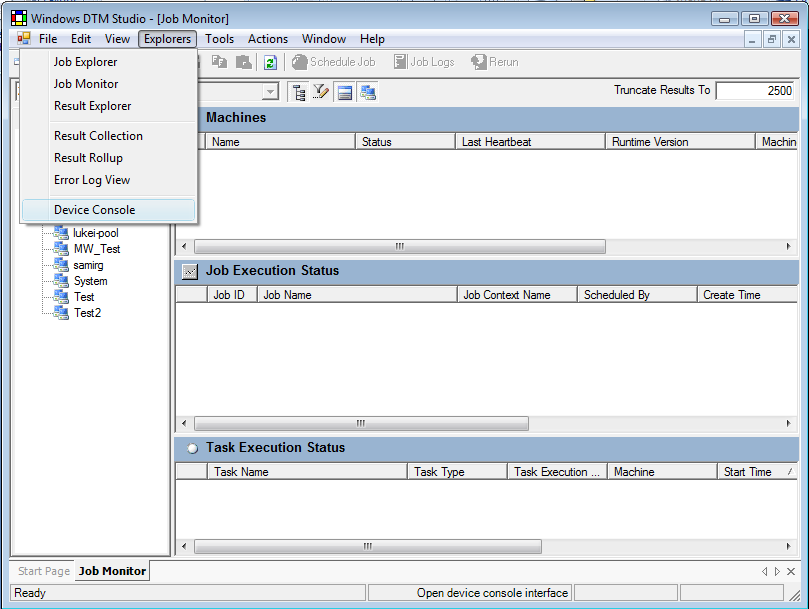 Windows DTM Studio - [Job Monitor]
File Edit View Explorers Tools Actions Window Help
Job Explorer
Job Monitor
Result Explorer
Result Collection
Result Rollup
Error Log View
Device Console
Schedule Job Job Logs Rerun
Truncate Results To 2500
lukei-pool
MW_Test
samirg
System
Test
Test2
Machines
Name Status Last Heartbeat Runtime Version Machin
Job Execution Status
Job ID Job Name Job Context Name Scheduled By Create Time
Task Execution Status
Task Name Task Type Task Execution ... Machine Start Time
Start Page Job Monitor
Ready Open device console interface